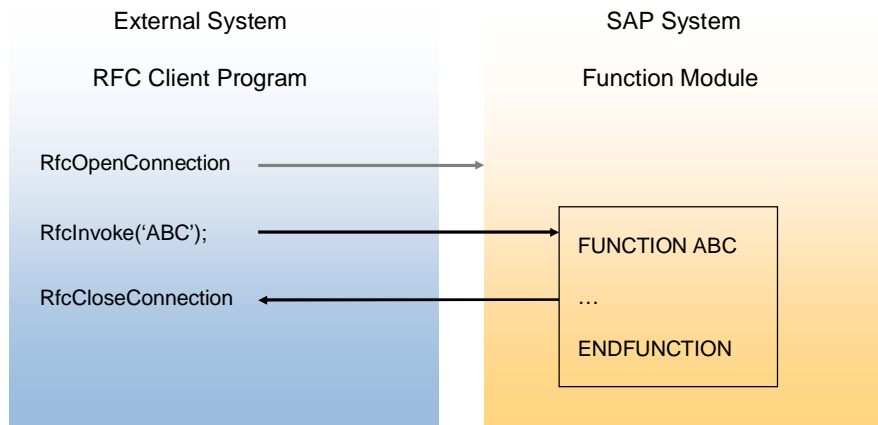 External System
RFC Client Program
RfcOpenConnection
RfcInvoke(‘ABC’);
RfcCloseConnection
SAP System
Function Module
FUNCTION ABC
…
ENDFUNCTION